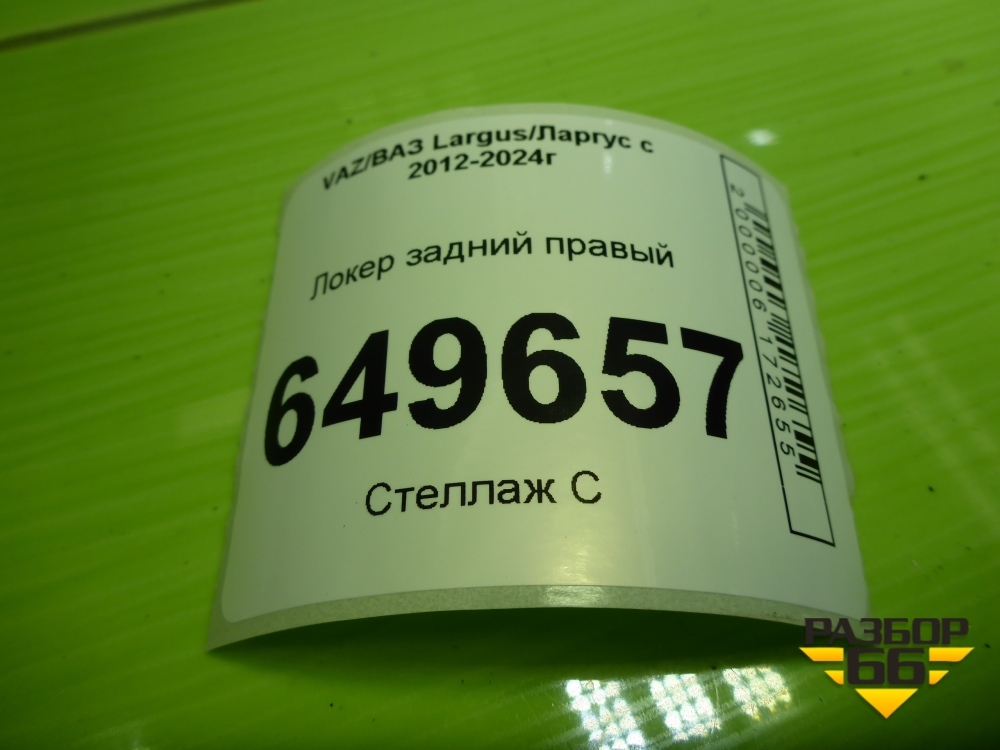 VAZ/ВАЗ Largus/Ларгус с
2012-2024г
Локер задний правый
649657
Стеллаж С
2000006172655
РАЗБОР
66